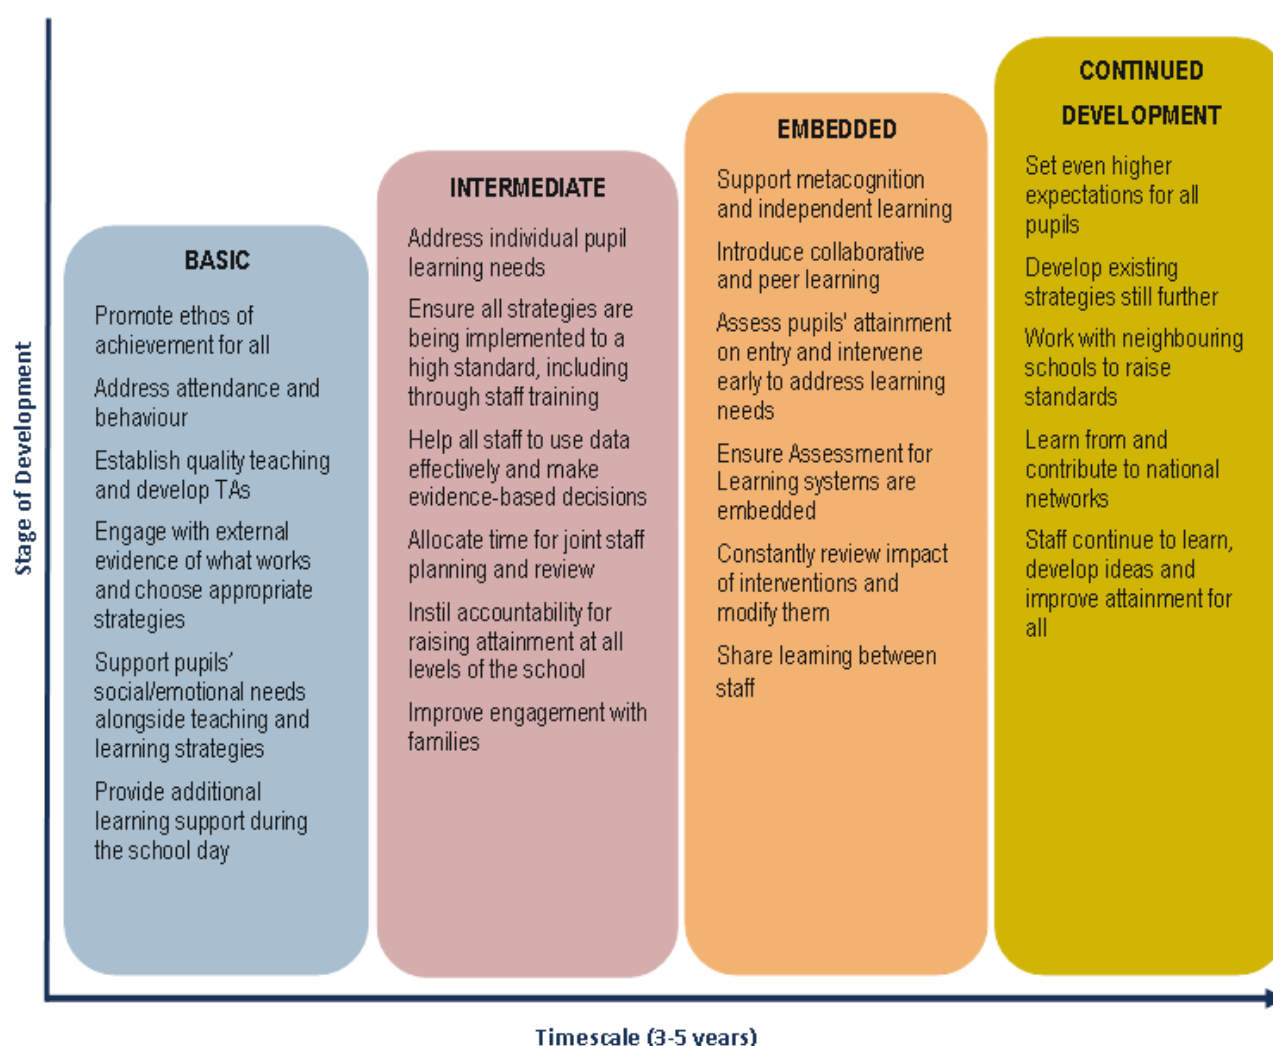 Stage of Development
BASIC
Promote ethos of
achievement for all
Address attendance and
behaviour
Establish quality teaching
and develop TAs
Engage with external
evidence of what works
and choose appropriate
strategies
Support pupils'
social/emotional needs
alongside teaching and
learning strategies
Provide additional
learning support during
the school day
INTERMEDIATE
Address individual pupil
learning needs
Ensure all strategies are
being implemented to a
high standard, including
through staff training
Help all staff to use data
effectively and make
evidence-based decisions
Allocate time for joint staff
planning and review
Instil accountability for
raising attainment at all
levels of the school
Improve engagement with
families
EMBEDDED
Support metacognition
and independent learning
Introduce collaborative
and peer learning
Assess pupils' attainment
on entry and intervene
early to address learning
needs
Ensure Assessment for
Learning systems are
embedded
Constantly review impact
of interventions and
modify them
Share learning between
staff
CONTINUED
DEVELOPMENT
Set even higher
expectations for all
pupils
Develop existing
strategies still further
Work with neighbouring
schools to raise
standards
Learn from and
contribute to national
networks
Staff continue to learn,
develop ideas and
improve attainment for
all
Timescale (3-5 years)